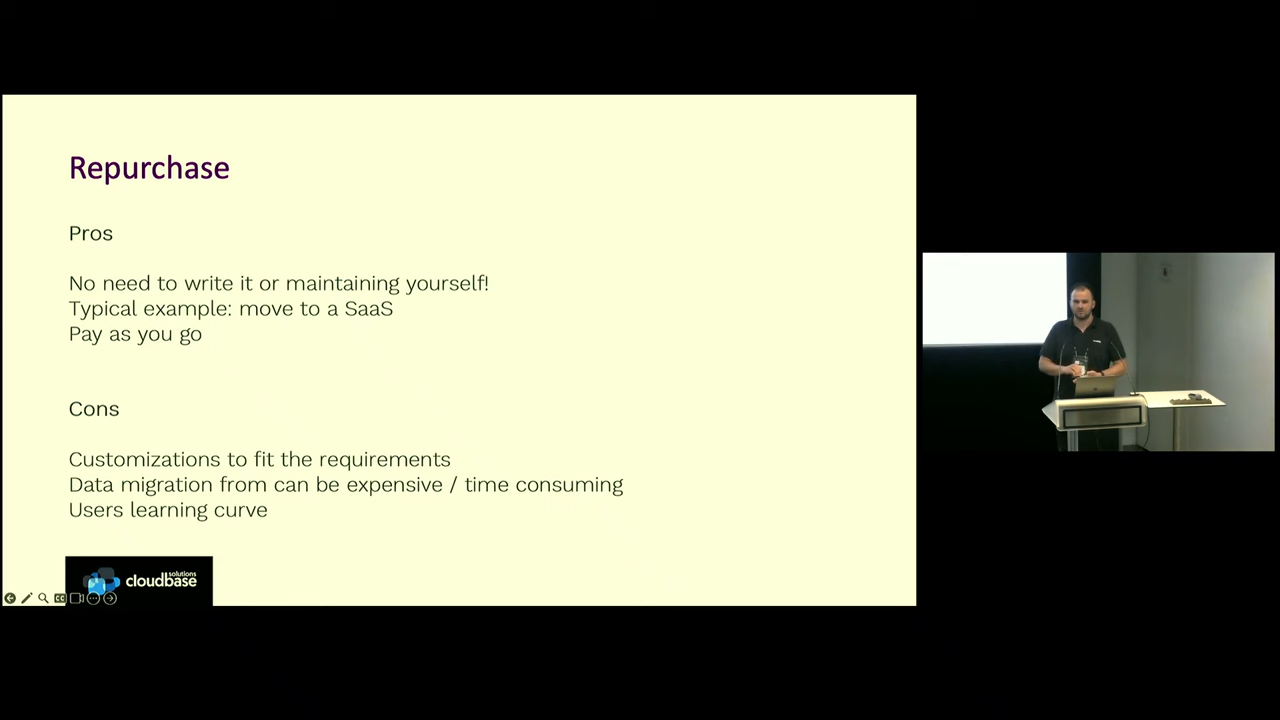 Repurchase
Pros
No need to write it or maintaining yourself!
Typical example: move to a SaaS
Pay as you go
Cons
Customizations to fit the requirements
Data migration from can be expensive / time consuming
Users learning curve
solutions
cloudbase